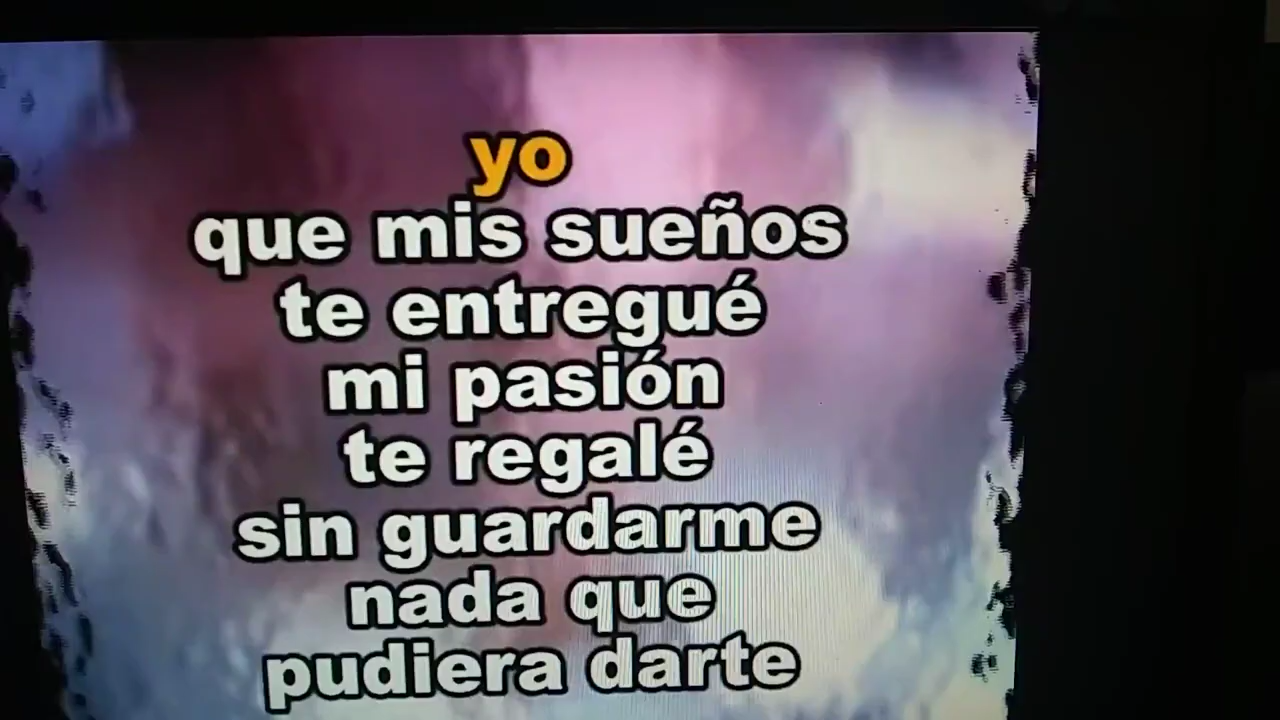 yo
que mis sueños
te entregué
mi pasión
te regalé
sin guardarme
nada que
pudiera darte